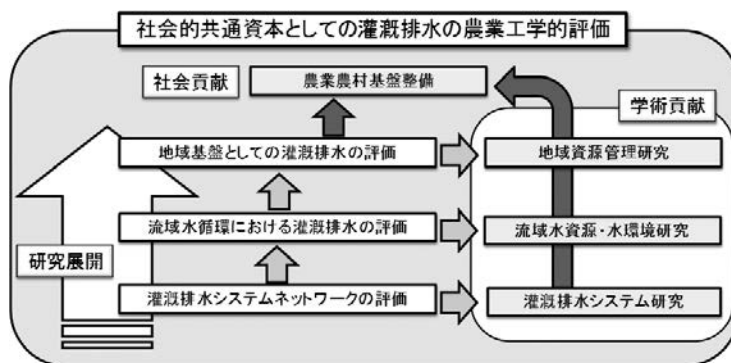 社会的共通資本としての灌漑排水の農業工学的評価
社会貢献
農業農村基盤整備
学術貢献
地域基盤としての灌漑排水の評価
地域資源管理研究
流域水循環における灌漑排水の評価
流域水資源・水環境研究
研究展開
灌漑排水システムネットワークの評価
灌漑排水システム研究